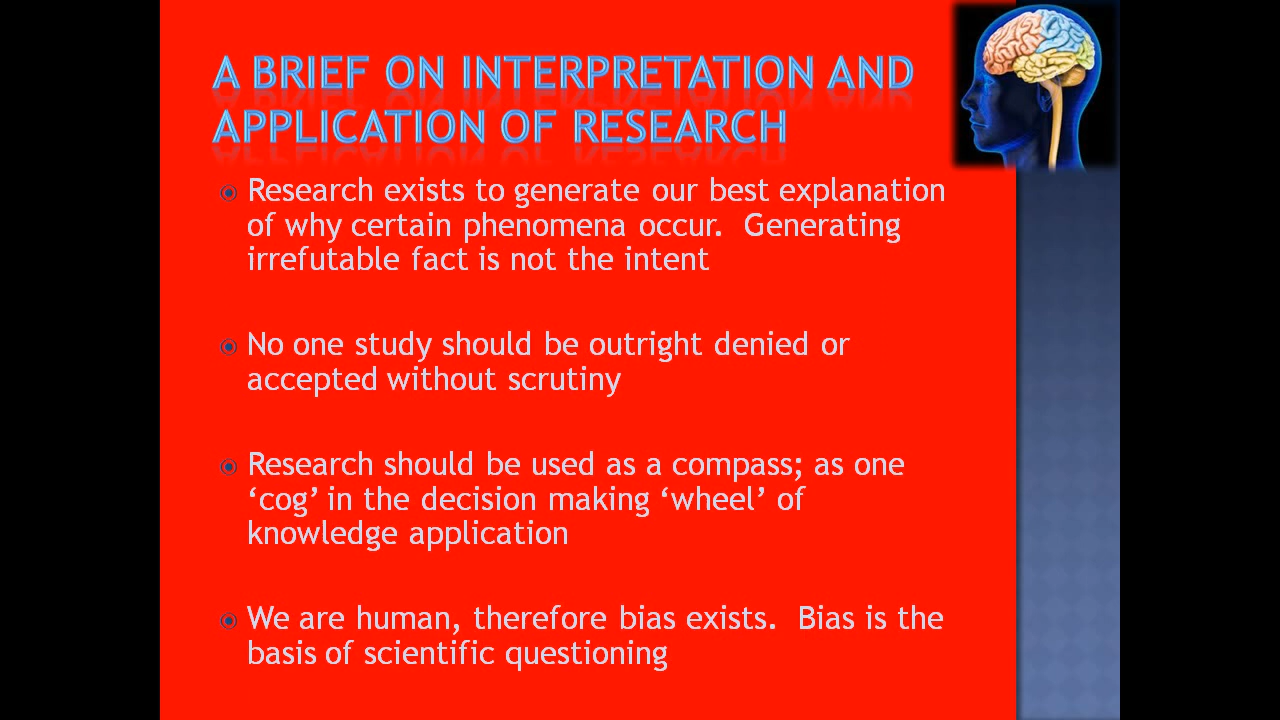 A BRIEF ON INTERPRETATION AND
APPLICATION OF RESEARCH
Research exists to generate our best explanation
of why certain phenomena occur.  Generating
irrefutable fact is not the intent
No one study should be outright denied or
accepted without scrutiny
Research should be used as a compass; as one
‘cog’ in the decision making ‘wheel’ of
knowledge application
We are human, therefore bias exists.  Bias is the
basis of scientific questioning